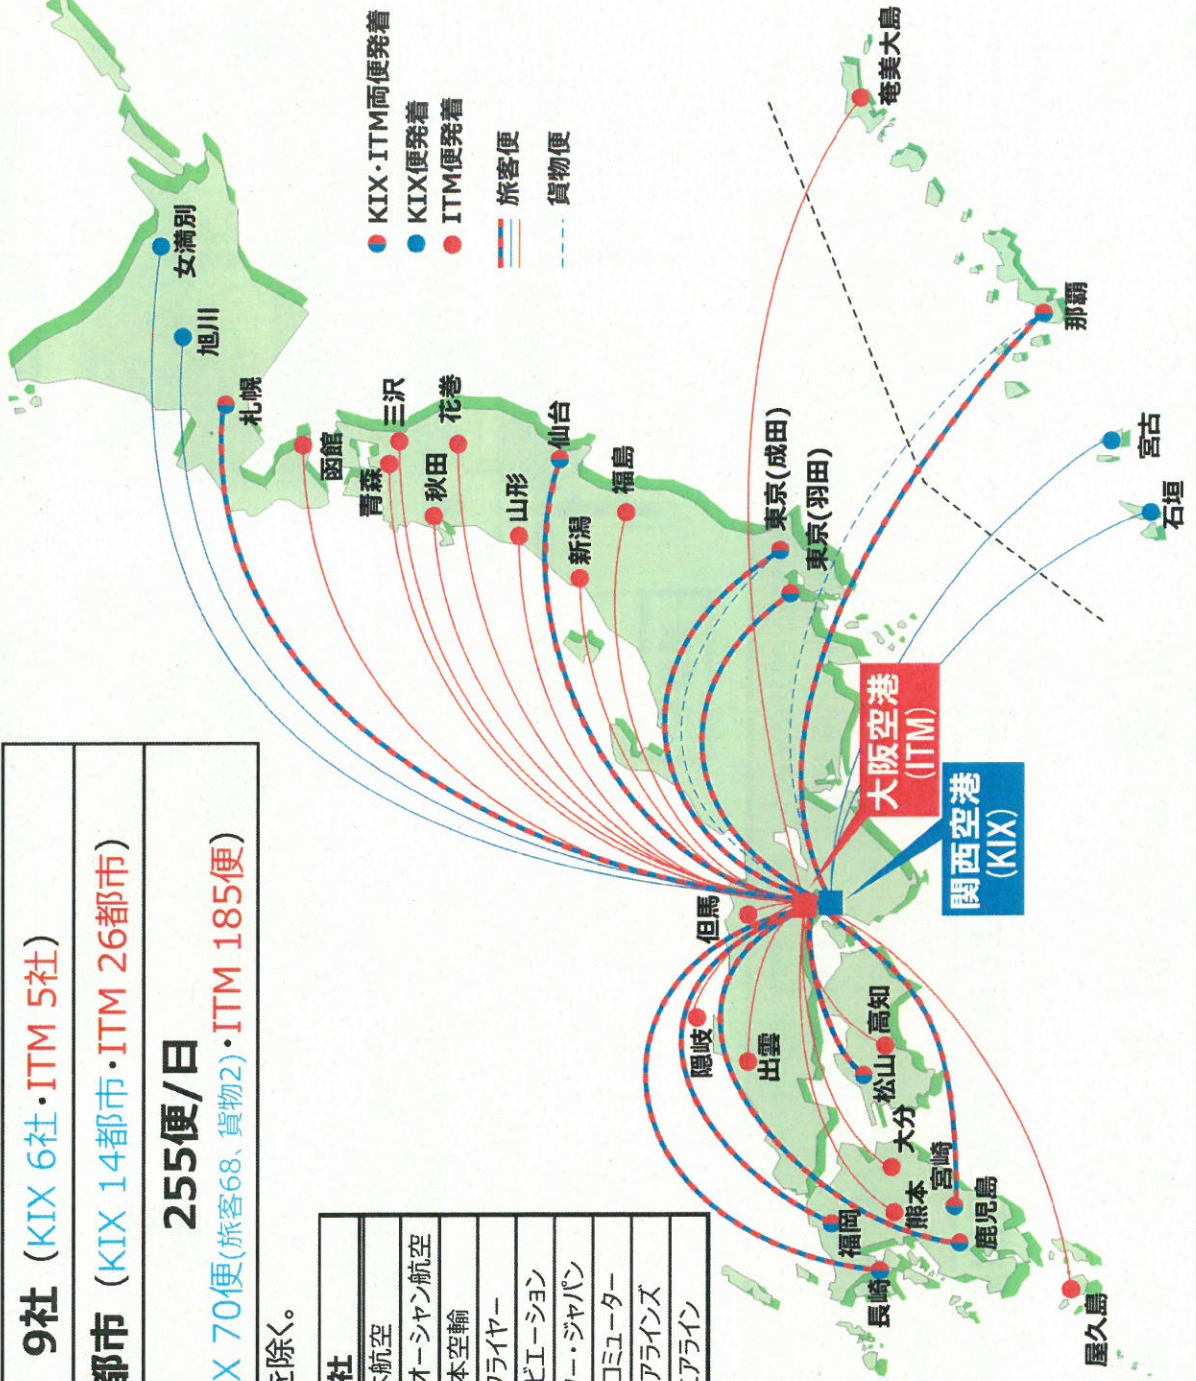 9社 (KIX 6社・ITM 5社)
都市 (KIX 14都市・ITM 26都市)
255便/日
X 70便(旅客68、貨物2)・ITM 185便)
を除く。
社
航空
オーシャン航空
本空輸
フライヤー
ビエーション
ー・ジャパン
コミューター
アラインズ
アライン
KIX・ITM両便発着
KIX便発着
ITM便発着
旅客便
貨物便
女満別
旭川
札幌
函館
青森
三沢
秋田
花巻
山形
仙台
新潟
福島
東京(成田)
東京(羽田)
大阪空港
(ITM)
関西空港
(KIX)
但馬
隠岐
出雲
高知
松山
大分
宮崎
熊本
福岡
鹿児島
長崎
屋久島
奄美大島
那覇
宮古
石垣